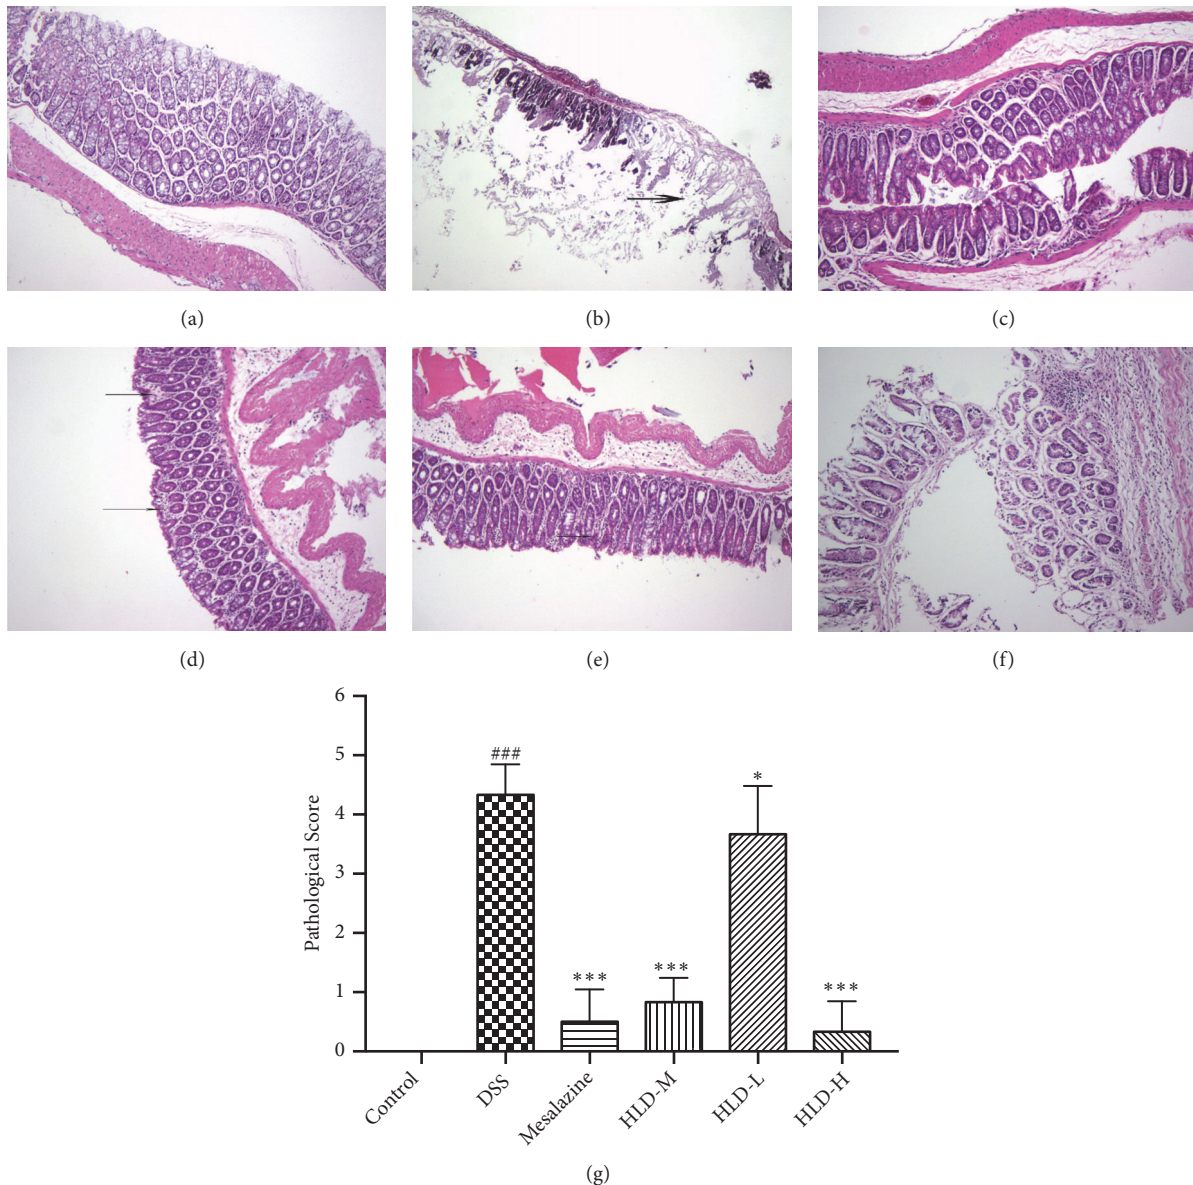 (a)
(b)
(c)
(d)
(e)
(f)
6
5
4
3
2
1
0
Pathological Score
###
***
***
*
***
Control
DSS
Mesalazine
HLD-M
HLD-L
HLD-H
(g)